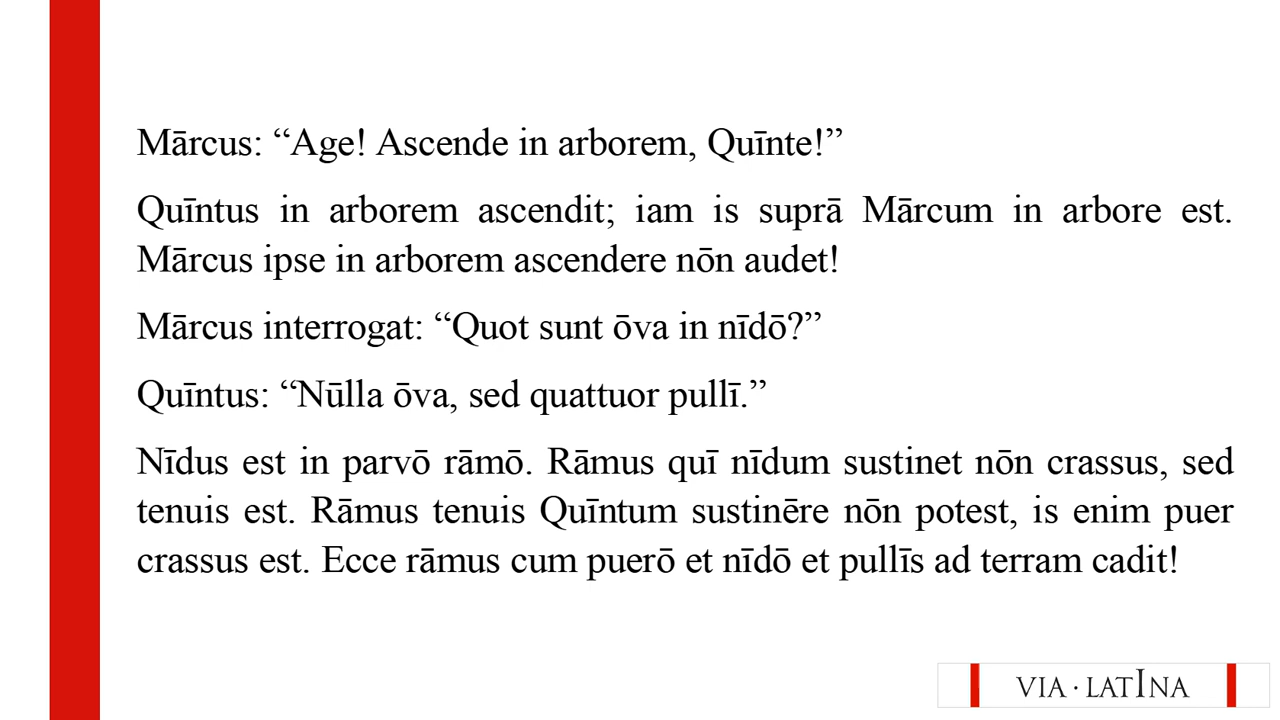 Mārcus: “Age! Ascende in arborem, Quīnte!”
Quīntus in arborem ascendit; iam is suprā Mārcum in arbore est.
Mārcus ipse in arborem ascendere nōn audet!
Mārcus interrogat: “Quot sunt ōva in nīdō?”
Quīntus: “Nūlla ōva, sed quattuor pullī.”
Nīdus est in parvō rāmō. Rāmus quī nīdum sustinet nōn crassus, sed
tenuis est. Rāmus tenuis Quīntum sustinēre nōn potest, is enim puer
crassus est. Ecce rāmus cum puerō et nīdō et pullīs ad terram cadit!
VIA · LATINA